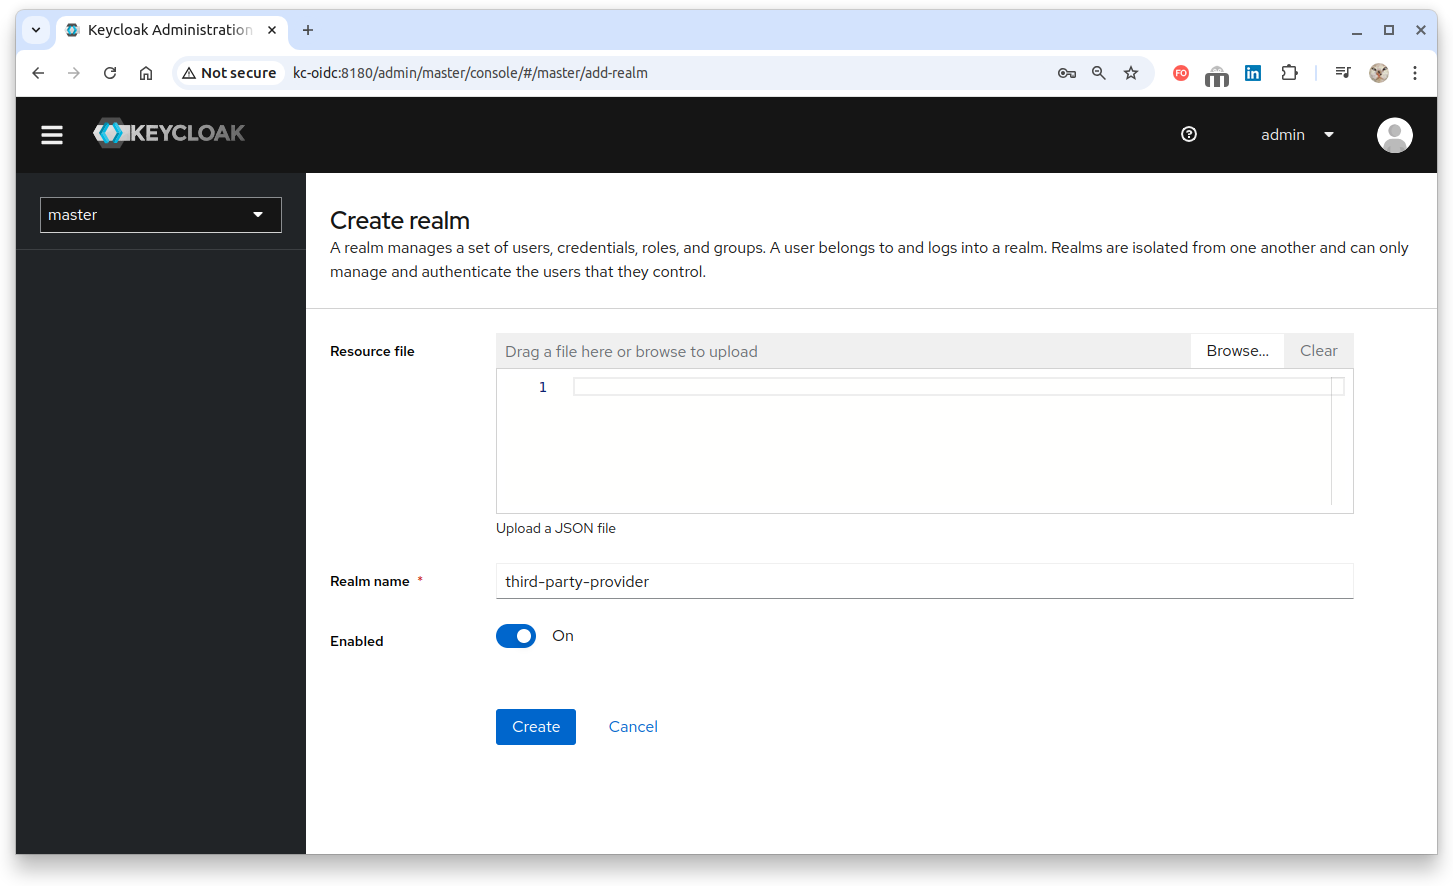 Keycloak Administration
Not secure
kc-oidc:8180/admin/master/console/#/master/add-realm
FO
in
KEYCLOAK
admin
master
Create realm
A realm manages a set of users, credentials, roles, and groups. A user belongs to and logs into a realm. Realms are isolated from one another and can only
manage and authenticate the users that they control.
Resource file
Drag a file here or browse to upload
Browse...
Clear
1
Upload a JSON file
Realm name *
third-party-provider
Enabled
On
Create
Cancel